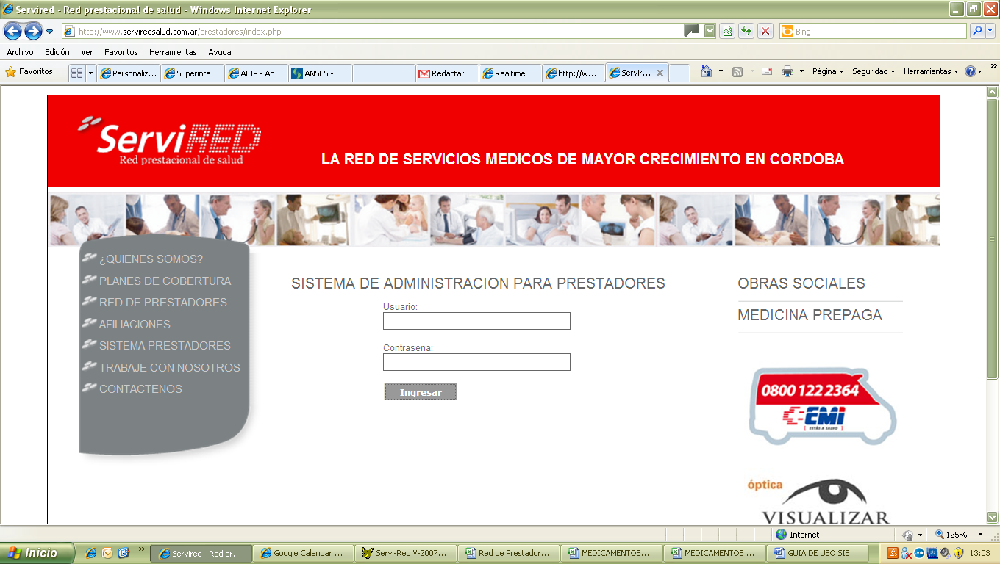 Servired - Red prestacional de salud - Windows Internet Explorer
http://www.serviredsalud.com.ar/prestadores/index.php
Bing
Archivo Edición Ver Favoritos Herramientas Ayuda
Favoritos
Personaliz...
Superinte...
AFIP - Ad...
ANSES - ...
Redactar ...
Realtime ...
http://w...
Servir...
Página
Seguridad
Herramientas
ServiRED
Red prestacional de salud
LA RED DE SERVICIOS MEDICOS DE MAYOR CRECIMIENTO EN CORDOBA
¿QUIENES SOMOS?
PLANES DE COBERTURA
RED DE PRESTADORES
AFILIACIONES
SISTEMA PRESTADORES
TRABAJE CON NOSOTROS
CONTACTENOS
SISTEMA DE ADMINISTRACION PARA PRESTADORES
Usuario:
Contrasena:
Ingresar
OBRAS SOCIALES
MEDICINA PREPAGA
0800 122 2364
EMI
ESTÁS A SALVO
óptica
VISUALIZAR
Internet
125%
Inicio
Servired - Red pr...
Google Calendar ...
Servi-Red V-2007...
Red de Prestador...
MEDICAMENTOS...
MEDICAMENTOS ...
GUIA DE USO SIS...
13:03